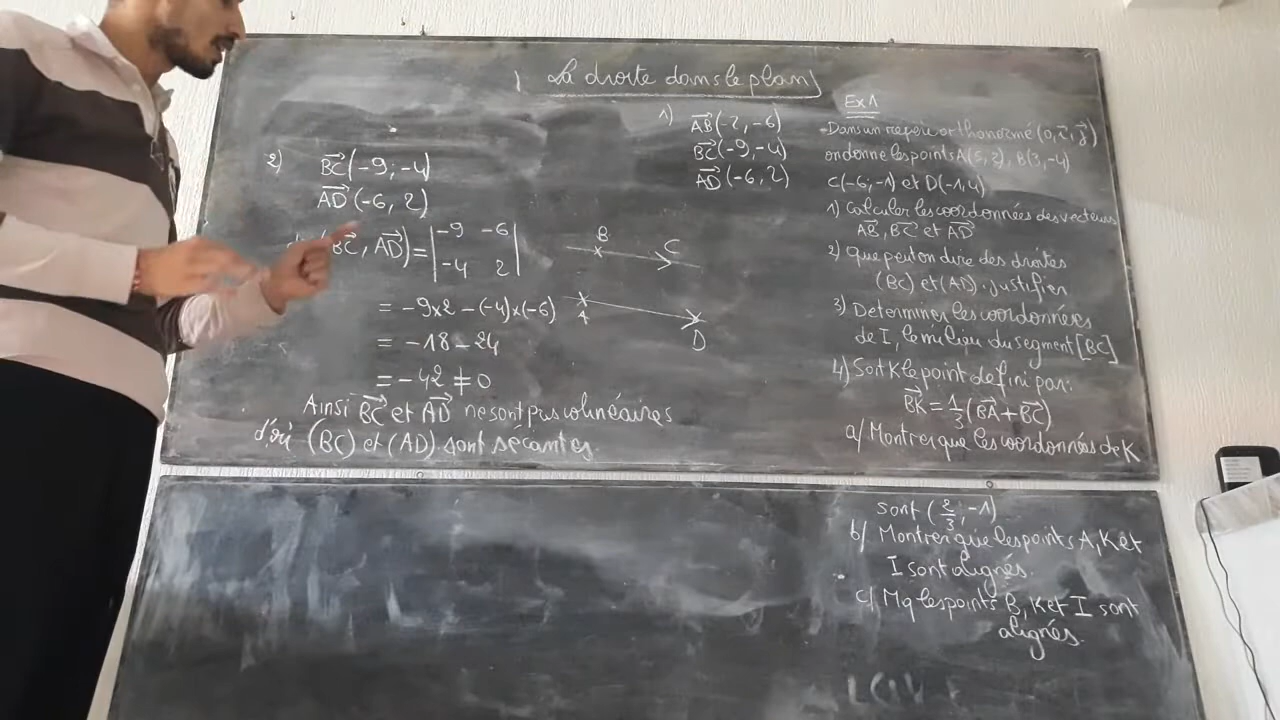 La droite dans le plan
2) BC(-9; -4)
AD(-6, 2)
(BC, AD) = |-9 -6|
|-4 2|
= -9×2 -(-4)×(-6)
= -18 - 24
= -42 ≠ 0
Ainsi BC et AD ne sont pas colinéaires
d'où (BC) et (AD) sont sécantes.
B C
A D
1) AB(-2, -6)
BC(-9, -4)
AD(-6, 2)
Ex 1
Dans un repère orthonormé (O, i, j)
on donne les points A(5, 2), B(3, -4)
C(-6; -1) et D(-1, 4)
1) Calculer les coordonnées des vecteurs
AB, BC et AD
2) Que peut on dire des droites
(BC) et (AD). justifier
3) Determiner les coordonnées
de I, le milieu du segment [BC]
4) Soit K le point defini par:
BK = 1/3 (BA + BC)
a/ Montrer que les coordonnées de K
sont (2/3; -1)
b/ Montrer que les points A, K et
I sont alignés.
c/ Mq les points B, K et I sont
alignés.